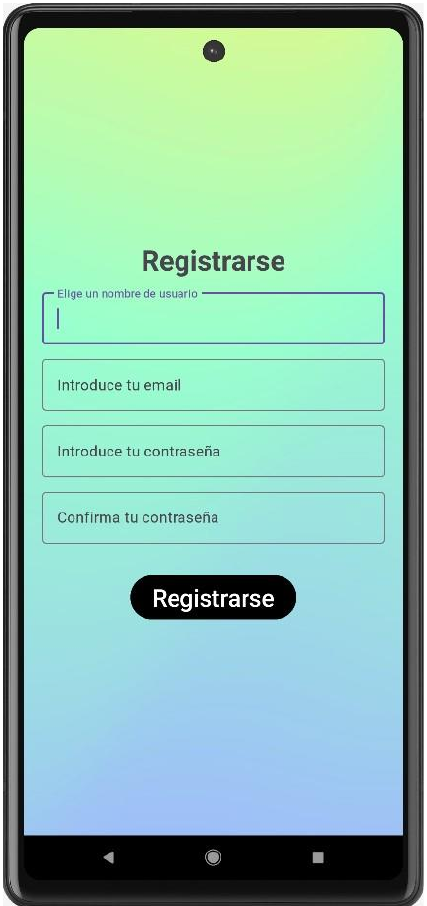 Registrarse
Elige un nombre de usuario
Introduce tu email
Introduce tu contraseña
Confirma tu contraseña
Registrarse